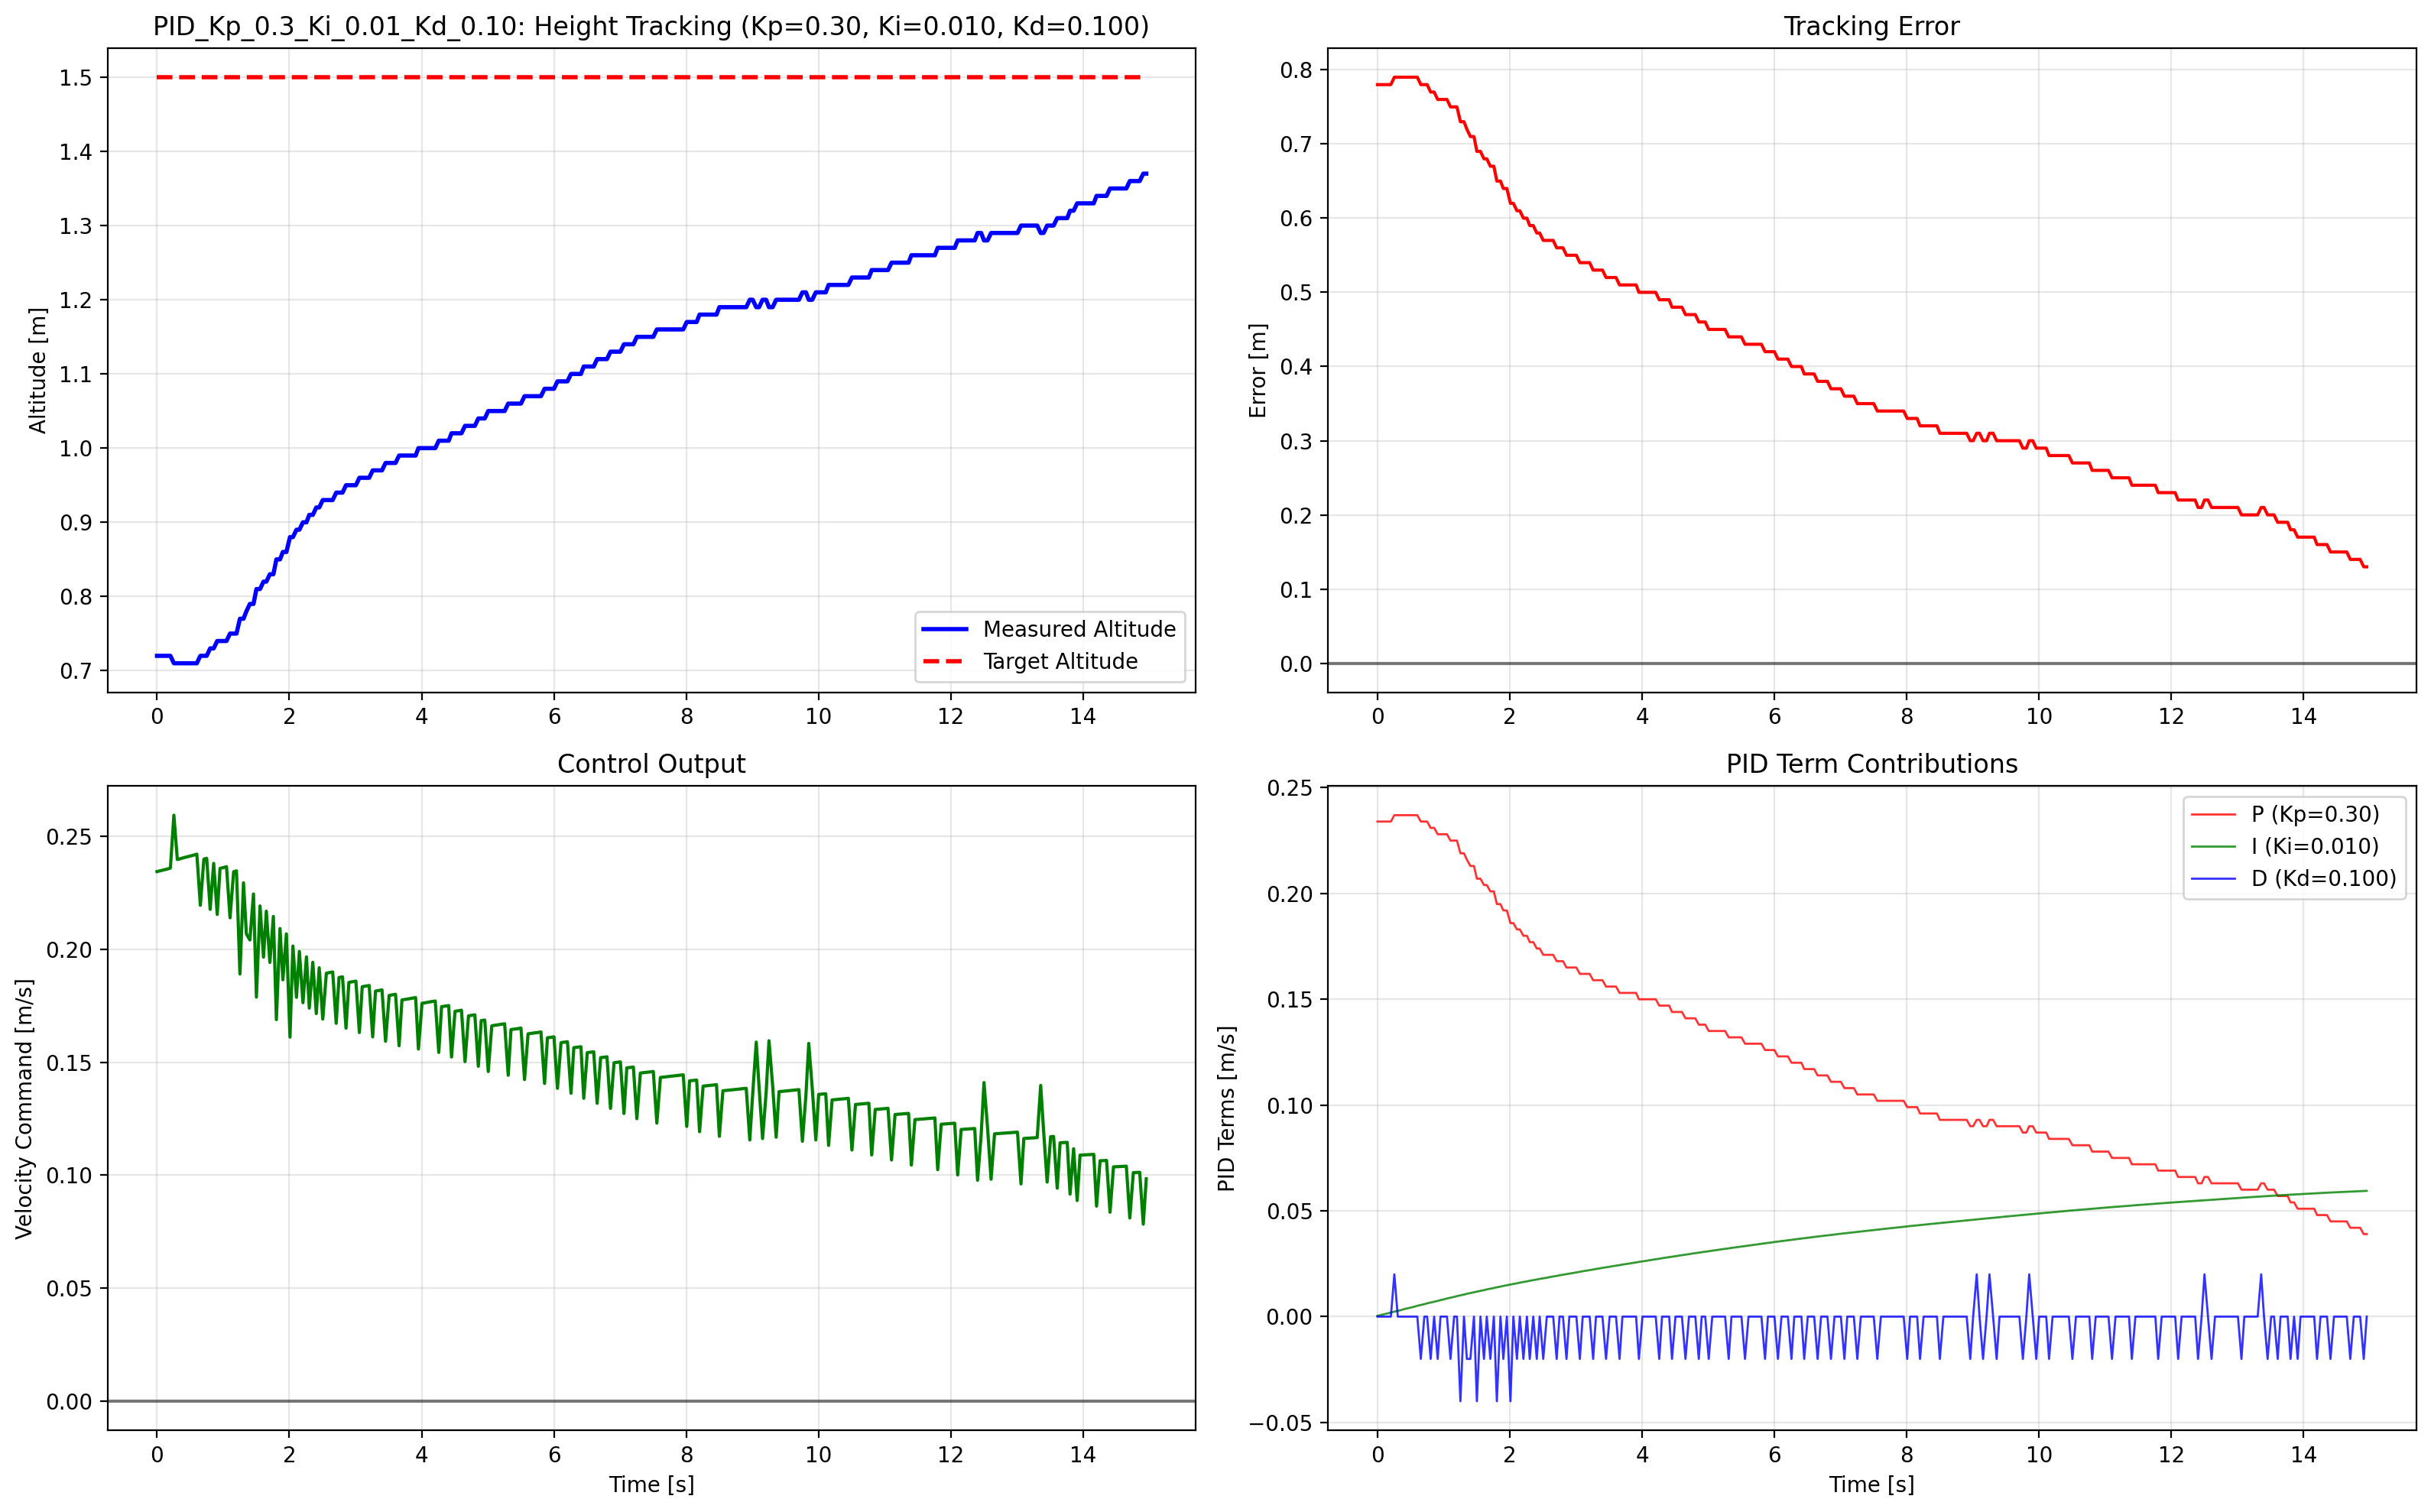 PID_Kp_0.3_Ki_0.01_Kd_0.10: Height Tracking (Kp=0.30, Ki=0.010, Kd=0.100)
Altitude [m]
1.5
1.4
1.3
1.2
1.1
1.0
0.9
0.8
0.7
Measured Altitude
Target Altitude
0 2 4 6 8 10 12 14
Tracking Error
Error [m]
0.8
0.7
0.6
0.5
0.4
0.3
0.2
0.1
0.0
0 2 4 6 8 10 12 14
Control Output
Velocity Command [m/s]
0.25
0.20
0.15
0.10
0.05
0.00
0 2 4 6 8 10 12 14
Time [s]
PID Term Contributions
PID Terms [m/s]
0.25
0.20
0.15
0.10
0.05
0.00
−0.05
P (Kp=0.30)
I (Ki=0.010)
D (Kd=0.100)
0 2 4 6 8 10 12 14
Time [s]